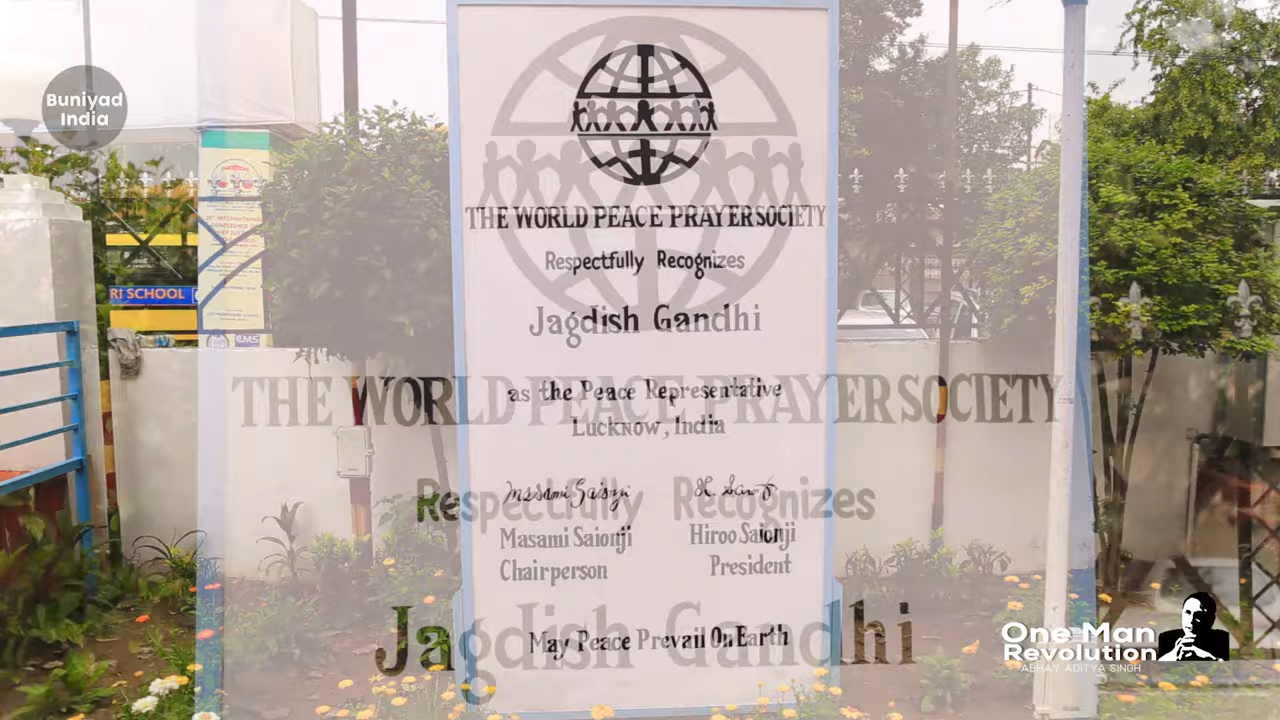 Buniyad
India
THE WORLD PEACE PRAYER SOCIETY
Respectfully Recognizes
Jagdish Gandhi
as the Peace Representative
Lucknow, India
Masami Saionji
Hiroo Saionji
Chairperson
President
May Peace Prevail On Earth
THE WORLD PEACE PRAYER SOCIETY
Respectfully Recognizes
Jagdish Gandhi
RI SCHOOL
EMS
One Man
Revolution
ABHAY ADITYA SINGH